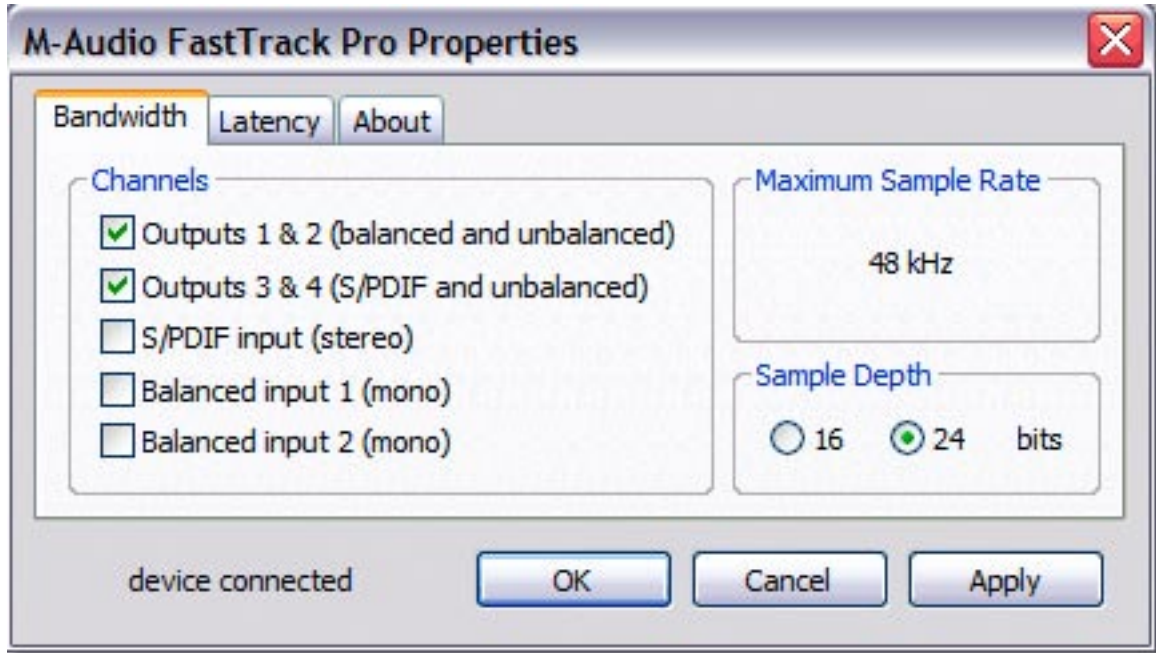 M-Audio FastTrack Pro Properties
Bandwidth Latency About
Channels
Outputs 1 & 2 (balanced and unbalanced)
Outputs 3 & 4 (S/PDIF and unbalanced)
S/PDIF input (stereo)
Balanced input 1 (mono)
Balanced input 2 (mono)
Maximum Sample Rate
48 kHz
Sample Depth
16 24 bits
device connected OK Cancel Apply